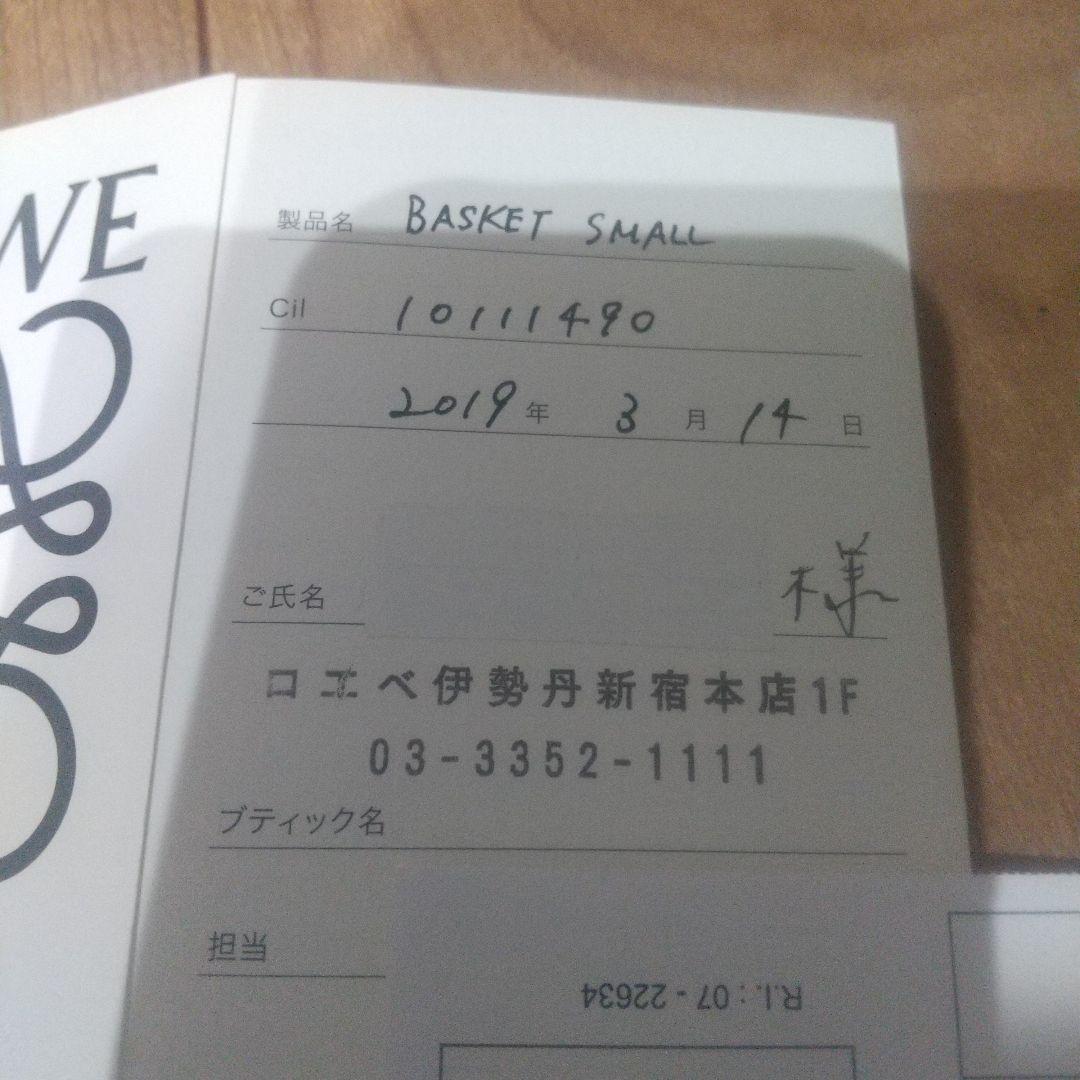 WE
製品名 BASKET SMALL
Cil 10111490
2019年 3月 14日
ご氏名 様
ロエベ伊勢丹新宿本店1F
03-3352-1111
ブティック名
担当
R.I.: 07 - 22634